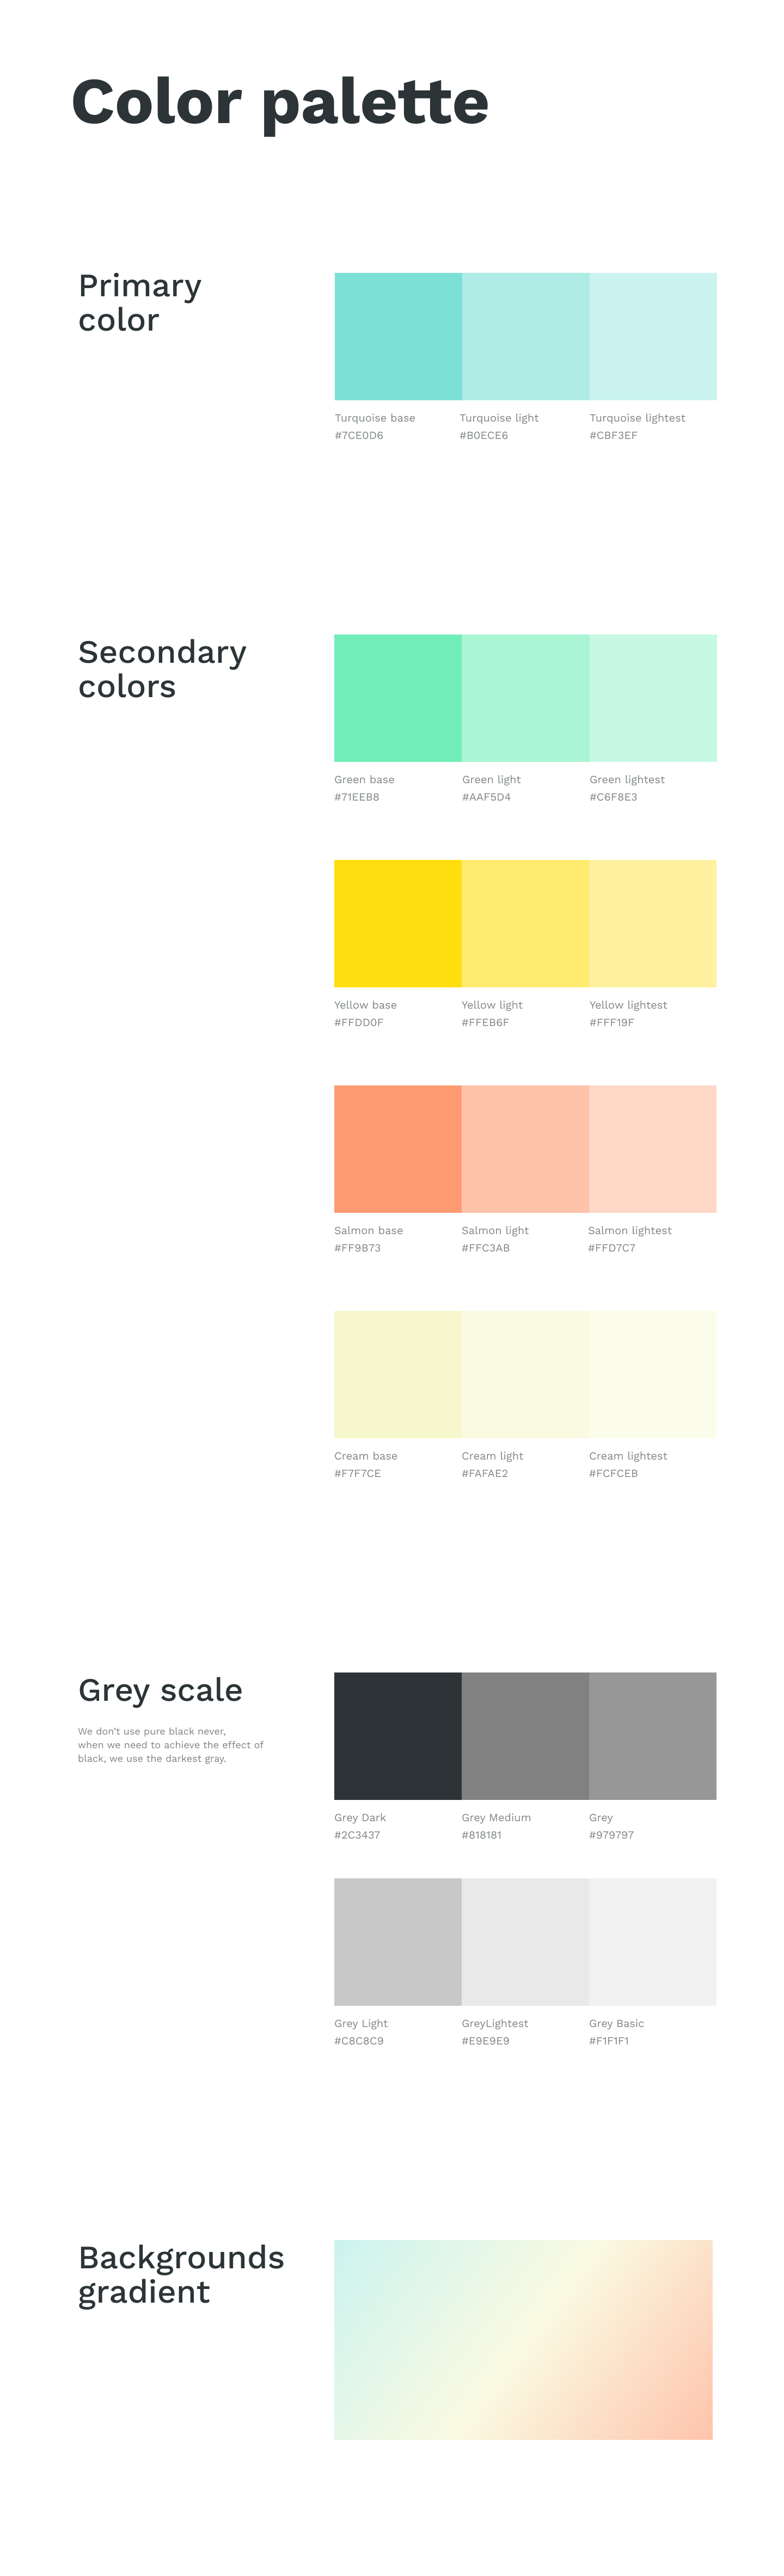 Color palette
Primary
color
Turquoise base
#7CE0D6
Turquoise light
#B0ECE6
Turquoise lightest
#CBF3EF
Secondary
colors
Green base
#71EEB8
Green light
#AAF5D4
Green lightest
#C6F8E3
Yellow base
#FFDD0F
Yellow light
#FFEB6F
Yellow lightest
#FFF19F
Salmon base
#FF9B73
Salmon light
#FFC3AB
Salmon lightest
#FFD7C7
Cream base
#F7F7CE
Cream light
#FAFAE2
Cream lightest
#FCFCEB
Grey scale
We don't use pure black never,
when we need to achieve the effect of
black, we use the darkest gray.
Grey Dark
#2C3437
Grey Medium
#818181
Grey
#979797
Grey Light
#C8C8C9
GreyLightest
#E9E9E9
Grey Basic
#F1F1F1
Backgrounds
gradient